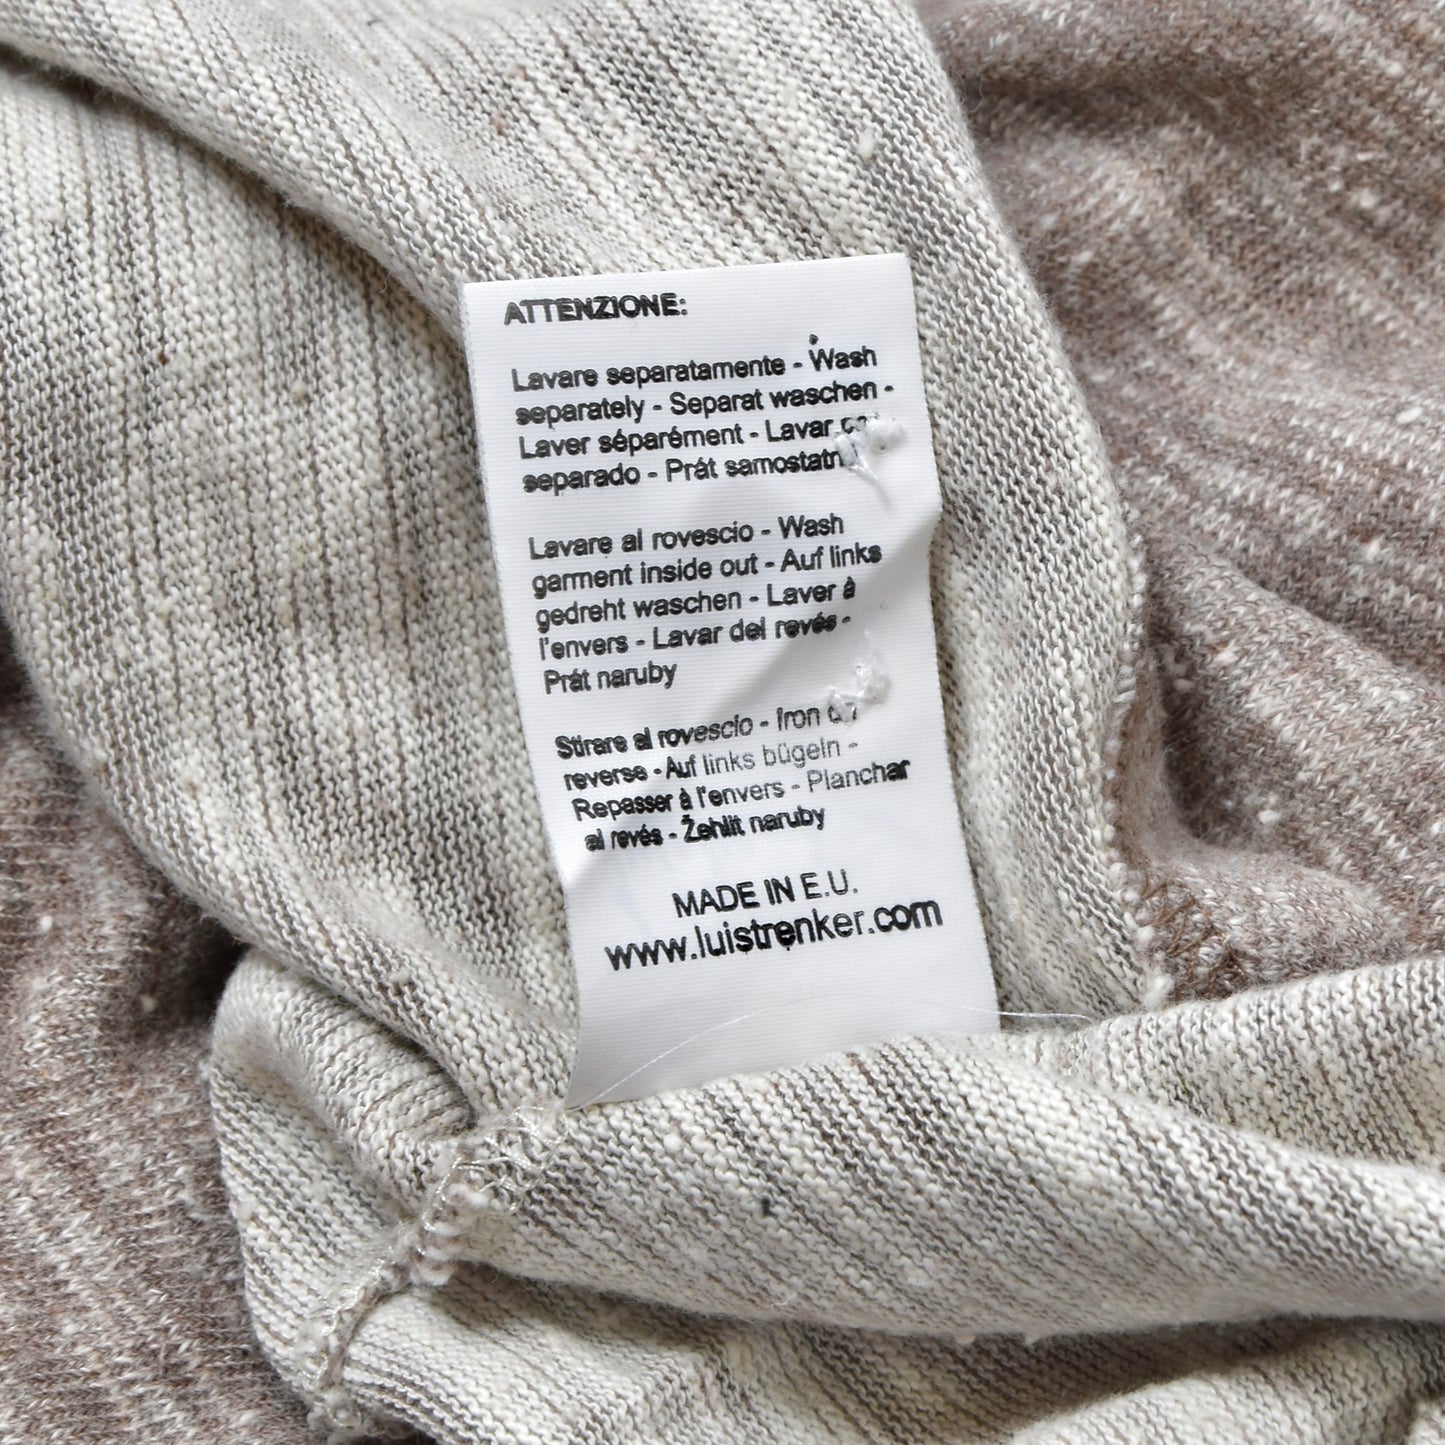 ATTENZIONE:
Lavare separatamente - Wash
separately - Separat waschen -
Laver séparément - Lavar
separado - Prát
Lavare al rovescio - Wash
garment inside out - Auf links
gedreht waschen - Laver à
l'envers - Lavar del revés -
Prát naruby
Stirare al rovescio - Iron
reverse - Auf links bügeln -
Repasser à l'envers - Planchar
al revés - Žehlit naruby
MADE IN E.U.
www.luistrenker.com